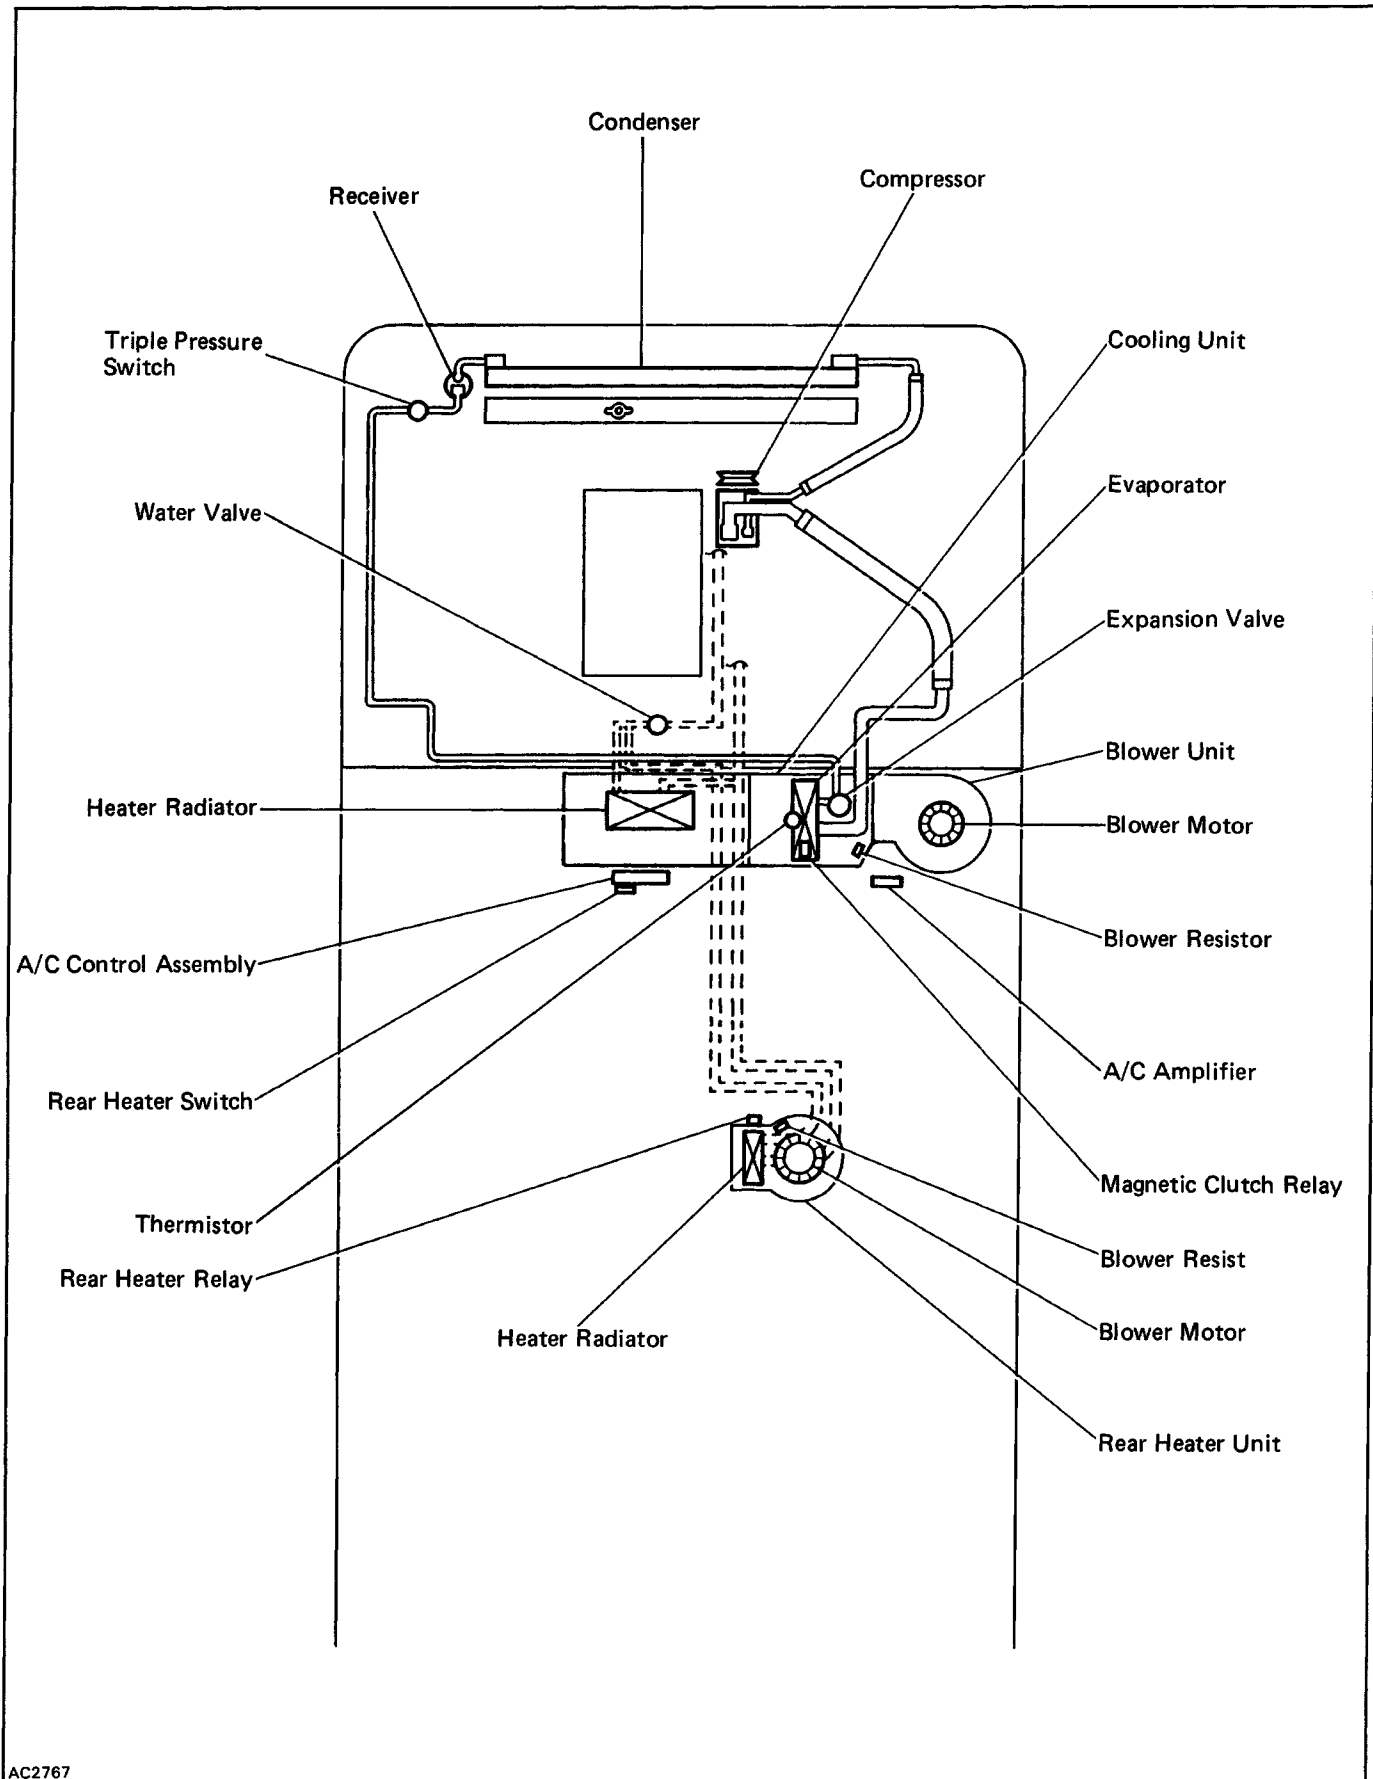 Condenser
Compressor
Receiver
Triple Pressure
Switch
Cooling Unit
Water Valve
Evaporator
Expansion Valve
Blower Unit
Heater Radiator
Blower Motor
Blower Resistor
A/C Control Assembly
A/C Amplifier
Rear Heater Switch
Magnetic Clutch Relay
Thermistor
Blower Resist
Rear Heater Relay
Heater Radiator
Blower Motor
Rear Heater Unit
AC2767